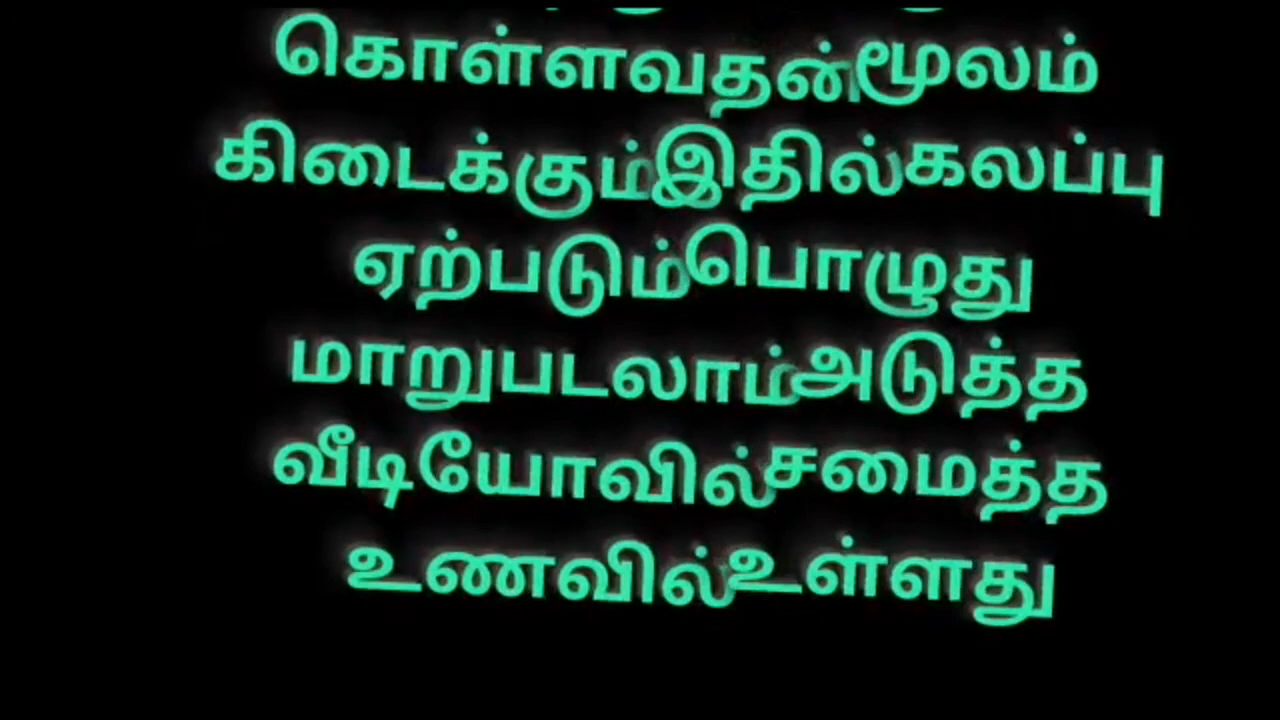 கொள்ளவதன் மூலம்
கிடைக்கும் இதில் கலப்பு
ஏற்படும் பொழுது
மாறுபடலாம் அடுத்த
வீடியோவில் சமைத்த
உணவில் உள்ளது